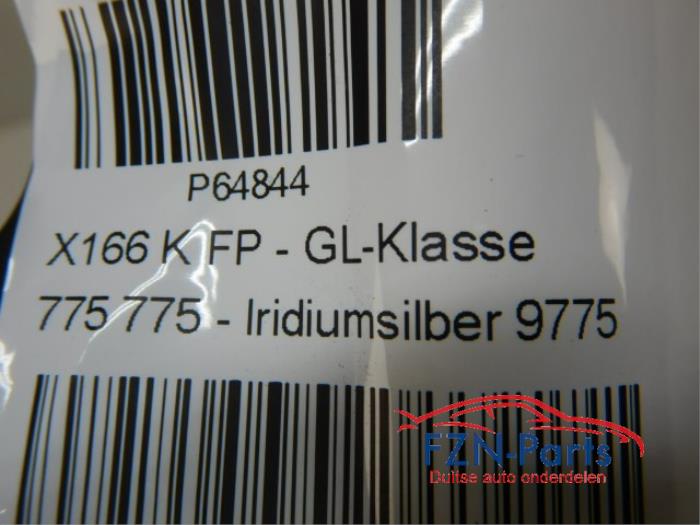 P64844
X166 K FP - GL-Klasse
775 775 - Iridiumsilber 9775
FZN-Parts
Duitse auto onderdelen